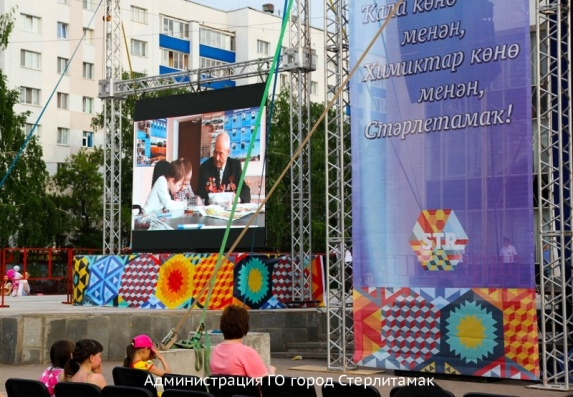 Ҡала көнө
менән,
Химиктар көнө
менән,
Стәрлетамаҡ!
STR
Администрация ГО город Стерлитамак